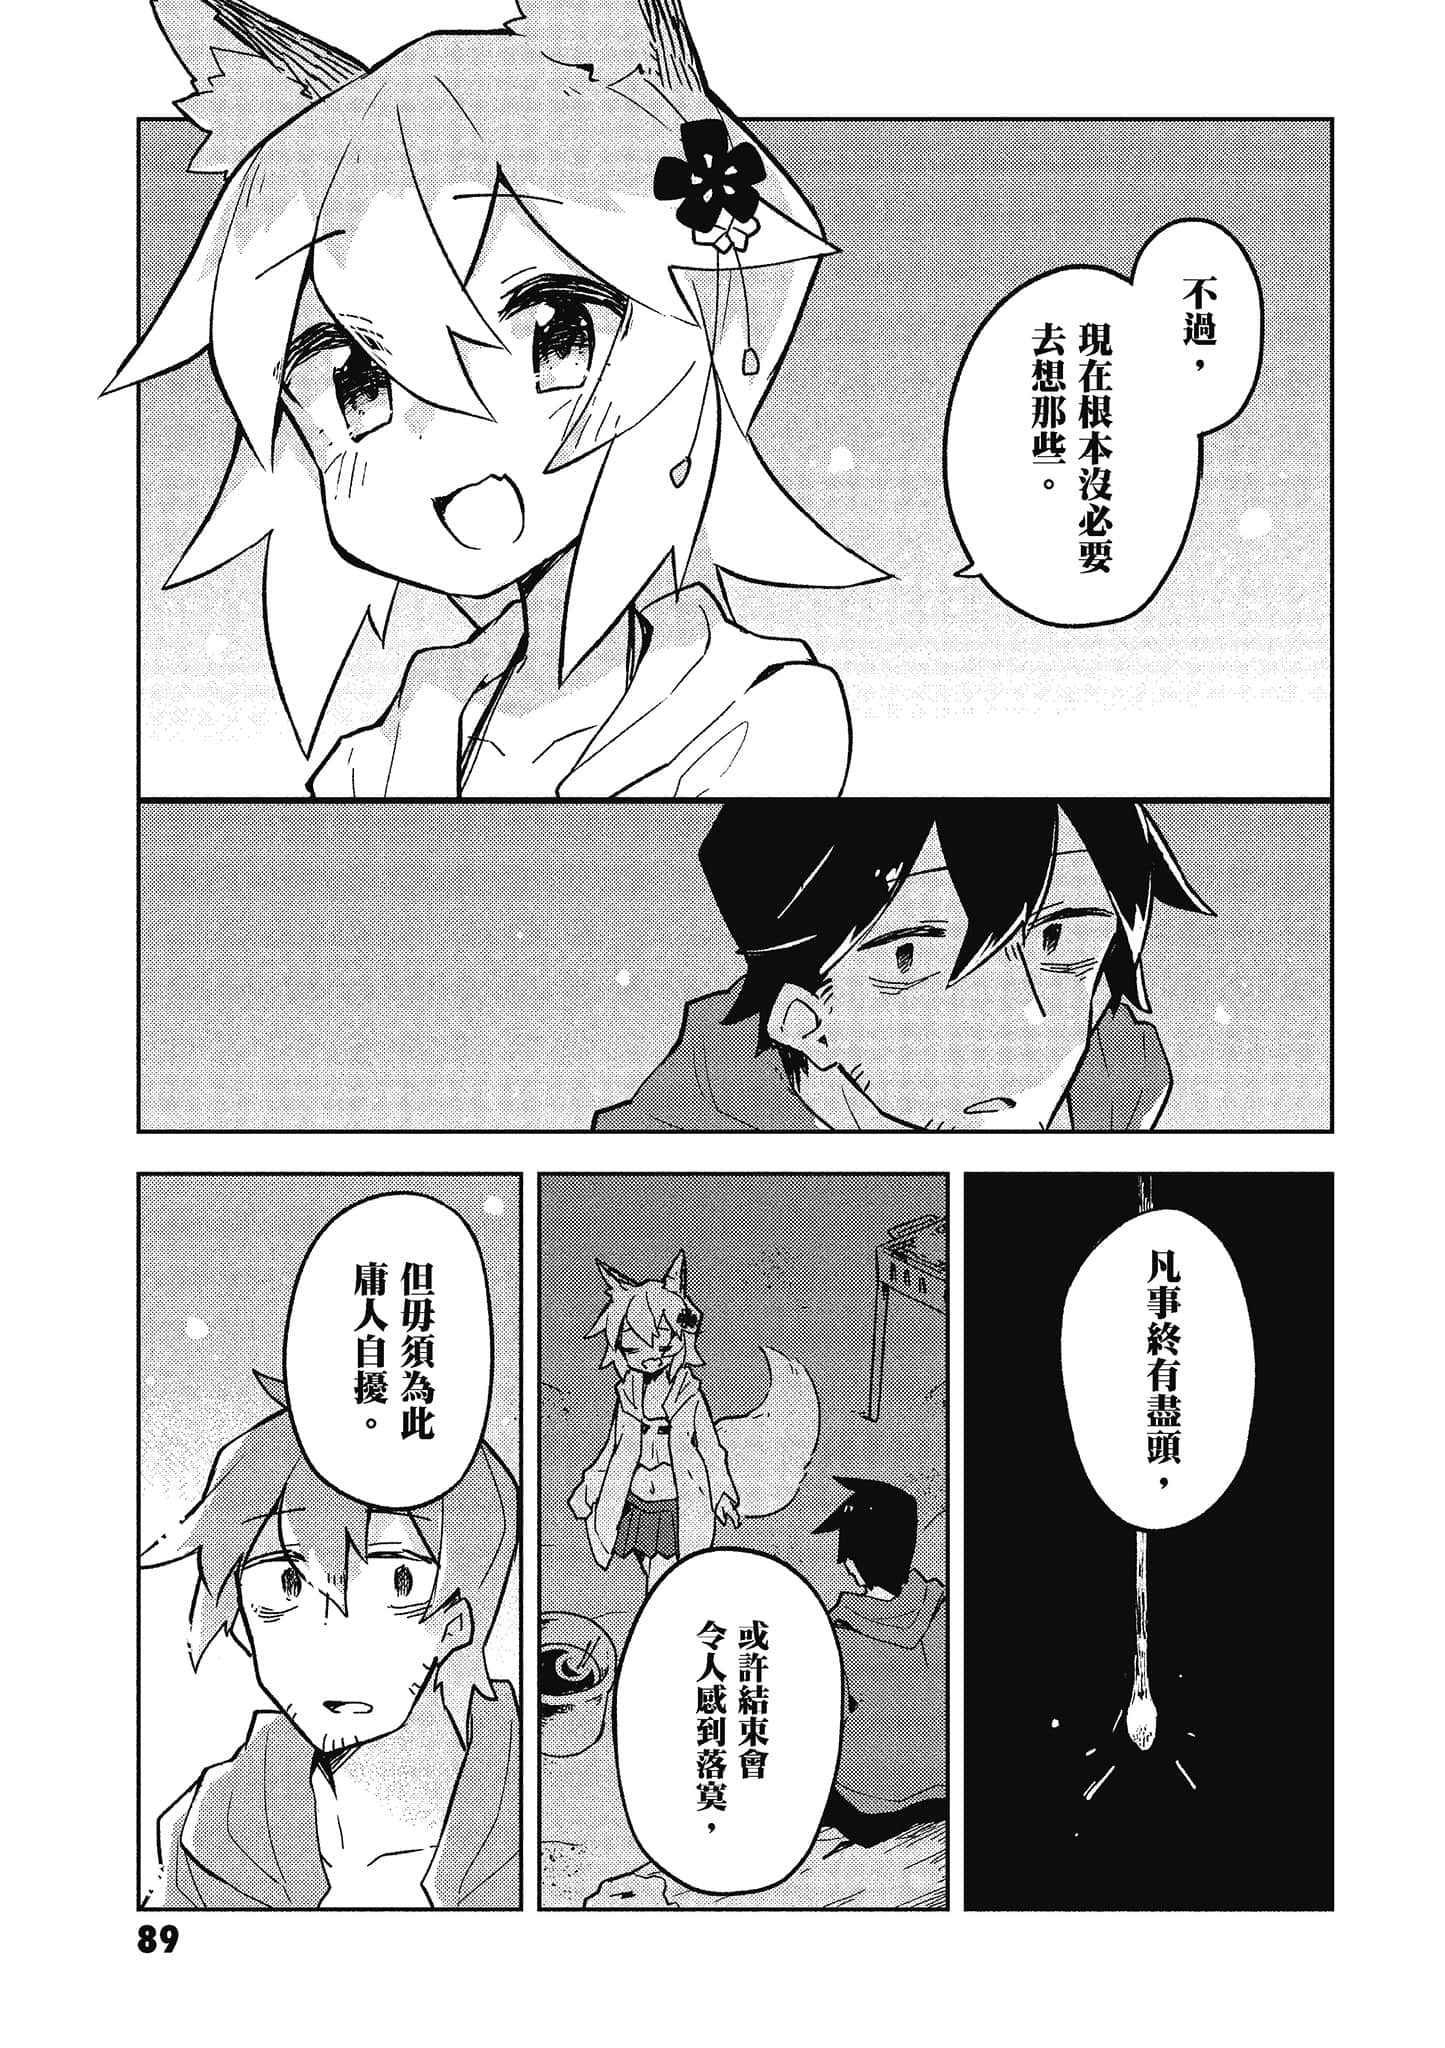 不過，
現在根本沒必要
去想那些。
凡事終有盡頭，
或許結束會
令人感到落寞，
但毋須為此
庸人自擾。
89